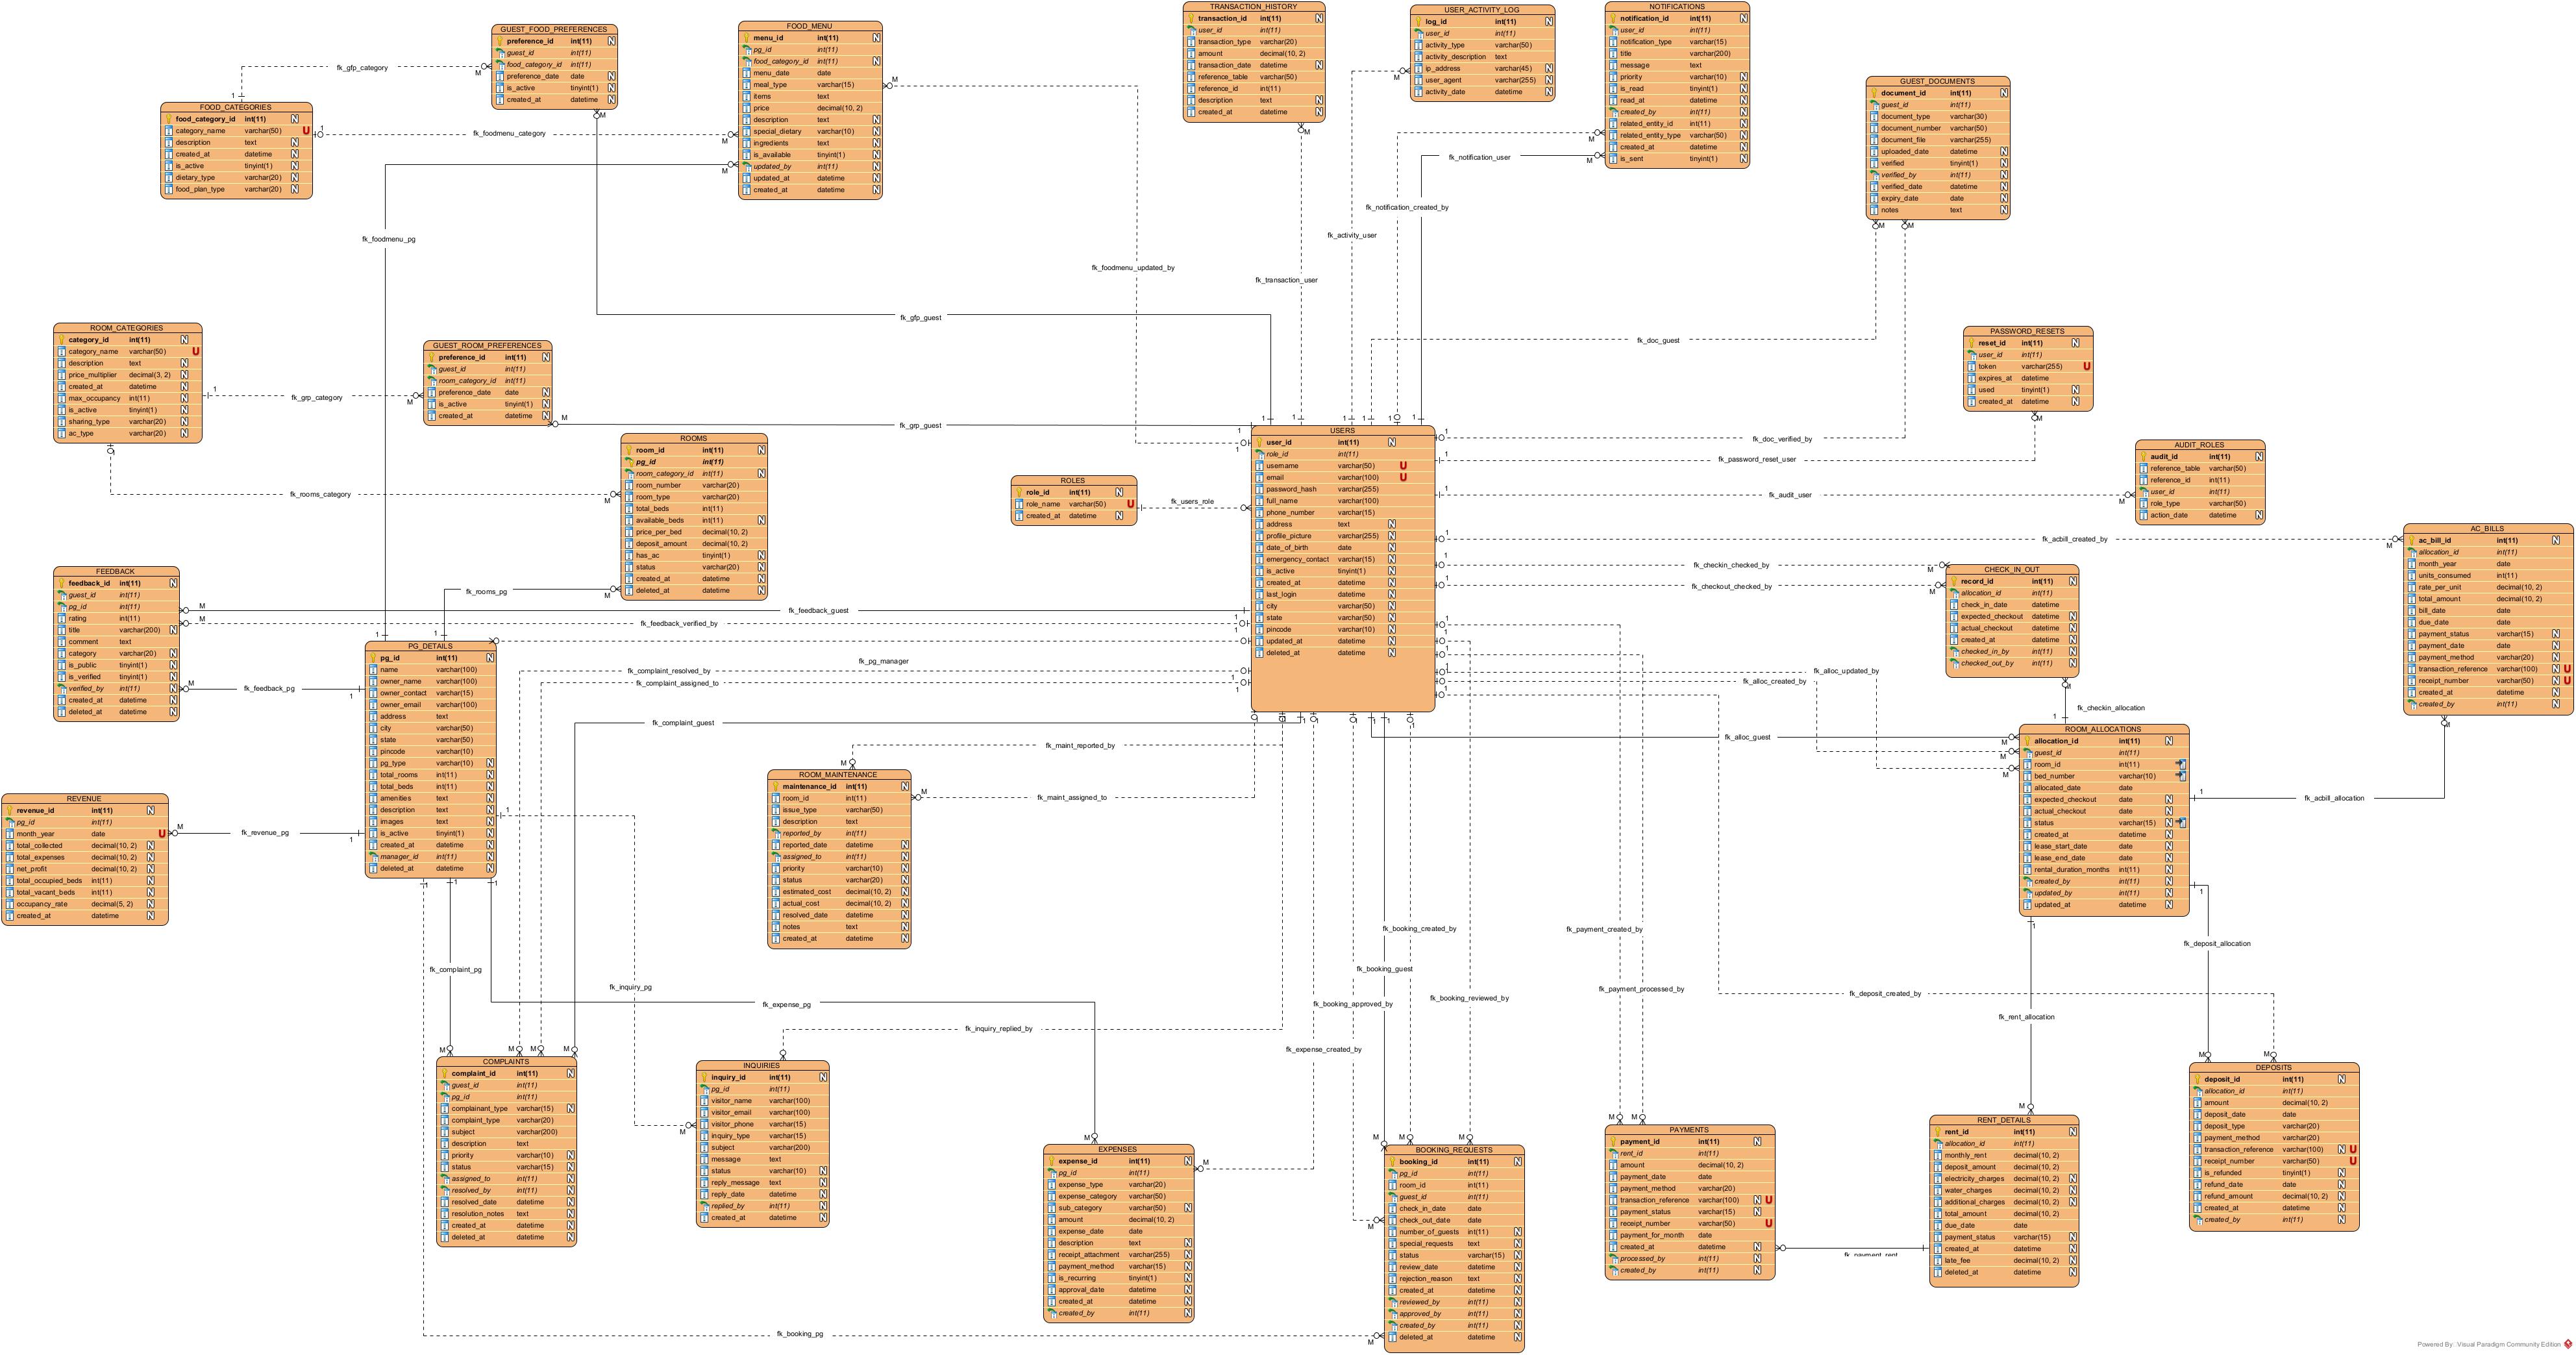 GUEST_FOOD_PREFERENCES
preference_id int(11) N
guest_id int(11)
food_category_id int(11)
preference_date date N
is_active tinyint(1) N
created_at datetime N
FOOD_MENU
menu_id int(11) N
pg_id int(11)
food_category_id int(11) N
menu_date date
meal_type varchar(15)
items text
price decimal(10, 2)
description text N
special_dietary varchar(10) N
ingredients text N
is_available tinyint(1) N
updated_by int(11) N
updated_at datetime N
created_at datetime N
TRANSACTION_HISTORY
transaction_id int(11) N
user_id int(11)
transaction_type varchar(20)
amount decimal(10, 2)
transaction_date datetime N
reference_table varchar(50)
reference_id int(11)
description text N
created_at datetime N
USER_ACTIVITY_LOG
log_id int(11) N
user_id int(11)
activity_type varchar(50)
activity_description text
ip_address varchar(45) N
user_agent varchar(255) N
activity_date datetime N
NOTIFICATIONS
notification_id int(11) N
user_id int(11)
notification_type varchar(15)
title varchar(200)
message text
priority varchar(10) N
is_read tinyint(1) N
read_at datetime N
created_by int(11) N
related_entity_id int(11) N
related_entity_type varchar(50) N
created_at datetime N
is_sent tinyint(1) N
GUEST_DOCUMENTS
document_id int(11) N
guest_id int(11)
document_type varchar(30)
document_number varchar(50)
document_file varchar(255)
uploaded_date datetime N
verified tinyint(1) N
verified_by int(11) N
verified_date datetime N
expiry_date date N
notes text N
FOOD_CATEGORIES
food_category_id int(11) N
category_name varchar(50) U
description text N
created_at datetime N
is_active tinyint(1) N
dietary_type varchar(20) N
food_plan_type varchar(20) N
fk_gfp_category
fk_foodmenu_category
fk_foodmenu_pg
fk_foodmenu_updated_by
fk_transaction_user
fk_activity_user
fk_notification_created_by
fk_notification_user
fk_gfp_guest
fk_doc_guest
ROOM_CATEGORIES
category_id int(11) N
category_name varchar(50) U
description text N
price_multiplier decimal(3, 2) N
created_at datetime N
max_occupancy int(11) N
is_active tinyint(1) N
sharing_type varchar(20) N
ac_type varchar(20) N
GUEST_ROOM_PREFERENCES
preference_id int(11) N
guest_id int(11)
room_category_id int(11)
preference_date date N
is_active tinyint(1) N
created_at datetime N
PASSWORD_RESETS
reset_id int(11) N
user_id int(11)
token varchar(255) U
expires_at datetime
used tinyint(1) N
created_at datetime N
fk_grp_category
fk_grp_guest
fk_doc_verified_by
fk_password_reset_user
fk_audit_user
fk_rooms_category
fk_users_role
ROOMS
room_id int(11) N
pg_id int(11)
room_category_id int(11) N
room_number varchar(20)
room_type varchar(20)
total_beds int(11)
available_beds int(11) N
price_per_bed decimal(10, 2)
deposit_amount decimal(10, 2)
has_ac tinyint(1) N
status varchar(20) N
created_at datetime N
deleted_at datetime N
ROLES
role_id int(11) N
role_name varchar(50) U
created_at datetime N
USERS
user_id int(11) N
role_id int(11)
username varchar(50) U
email varchar(100) U
password_hash varchar(255)
full_name varchar(100)
phone_number varchar(15)
address text N
profile_picture varchar(255) N
date_of_birth date N
emergency_contact varchar(15) N
is_active tinyint(1) N
created_at datetime N
last_login datetime N
city varchar(50) N
state varchar(50) N
pincode varchar(10) N
updated_at datetime N
deleted_at datetime N
AUDIT_ROLES
audit_id int(11) N
reference_table varchar(50)
reference_id int(11)
user_id int(11)
role_type varchar(50)
action_date datetime N
AC_BILLS
ac_bill_id int(11) N
allocation_id int(11)
month_year date
units_consumed int(11)
rate_per_unit decimal(10, 2)
total_amount decimal(10, 2)
bill_date date
due_date date
payment_status varchar(15) N
payment_date date N
payment_method varchar(20) N
transaction_reference varchar(100) N U
receipt_number varchar(50) N U
created_at datetime N
created_by int(11) N
fk_acbill_created_by
fk_checkin_checked_by
fk_checkout_checked_by
CHECK_IN_OUT
record_id int(11) N
allocation_id int(11)
check_in_date datetime
expected_checkout datetime N
actual_checkout datetime N
created_at datetime N
checked_in_by int(11) N
checked_out_by int(11) N
FEEDBACK
feedback_id int(11) N
guest_id int(11)
pg_id int(11)
rating int(11)
title varchar(200) N
comment text
category varchar(20) N
is_public tinyint(1) N
is_verified tinyint(1) N
verified_by int(11) N
created_at datetime N
deleted_at datetime N
fk_rooms_pg
fk_feedback_guest
fk_feedback_verified_by
fk_pg_manager
fk_complaint_resolved_by
fk_complaint_assigned_to
fk_feedback_pg
fk_complaint_guest
fk_maint_reported_by
fk_maint_assigned_to
fk_alloc_updated_by
fk_alloc_created_by
fk_alloc_guest
fk_checkin_allocation
fk_acbill_allocation
PG_DETAILS
pg_id int(11) N
name varchar(100)
owner_name varchar(100)
owner_contact varchar(15)
owner_email varchar(100)
address text
city varchar(50)
state varchar(50)
pincode varchar(10)
pg_type varchar(10) N
total_rooms int(11) N
total_beds int(11) N
amenities text N
description text N
images text N
is_active tinyint(1) N
created_at datetime N
manager_id int(11) N
deleted_at datetime N
REVENUE
revenue_id int(11) N
pg_id int(11)
month_year date U
total_collected decimal(10, 2) N
total_expenses decimal(10, 2) N
net_profit decimal(10, 2) N
total_occupied_beds int(11) N
total_vacant_beds int(11) N
occupancy_rate decimal(5, 2) N
created_at datetime N
fk_revenue_pg
ROOM_MAINTENANCE
maintenance_id int(11) N
room_id int(11)
issue_type varchar(50)
description text
reported_by int(11) N
reported_date datetime N
assigned_to int(11) N
priority varchar(10) N
status varchar(20) N
estimated_cost decimal(10, 2) N
actual_cost decimal(10, 2) N
resolved_date datetime N
notes text N
created_at datetime N
ROOM_ALLOCATIONS
allocation_id int(11) N
guest_id int(11)
room_id int(11)
bed_number varchar(10)
allocated_date date
expected_checkout date N
actual_checkout date N
status varchar(15) N
created_at datetime N
lease_start_date date N
lease_end_date date N
rental_duration_months int(11) N
created_by int(11) N
updated_by int(11) N
updated_at datetime N
fk_complaint_pg
fk_inquiry_pg
fk_expense_pg
fk_inquiry_replied_by
fk_booking_created_by
fk_booking_guest
fk_booking_approved_by
fk_booking_reviewed_by
fk_expense_created_by
fk_payment_created_by
fk_payment_processed_by
fk_deposit_allocation
fk_deposit_created_by
fk_rent_allocation
COMPLAINTS
complaint_id int(11) N
guest_id int(11)
pg_id int(11)
complainant_type varchar(15) N
complaint_type varchar(20)
subject varchar(200)
description text
priority varchar(10) N
status varchar(15) N
assigned_to int(11) N
resolved_by int(11) N
resolved_date datetime N
resolution_notes text N
created_at datetime N
deleted_at datetime N
INQUIRIES
inquiry_id int(11) N
pg_id int(11)
visitor_name varchar(100)
visitor_email varchar(100)
visitor_phone varchar(15)
inquiry_type varchar(15)
subject varchar(200)
message text
status varchar(10) N
reply_message text N
reply_date datetime N
replied_by int(11) N
created_at datetime N
EXPENSES
expense_id int(11) N
pg_id int(11)
expense_type varchar(20)
expense_category varchar(50)
sub_category varchar(50) N
amount decimal(10, 2)
expense_date date
description text N
receipt_attachment varchar(255) N
payment_method varchar(15) N
is_recurring tinyint(1) N
approval_date datetime N
created_at datetime N
created_by int(11) N
BOOKING_REQUESTS
booking_id int(11) N
pg_id int(11)
room_id int(11)
guest_id int(11)
check_in_date date
check_out_date date
number_of_guests int(11) N
special_requests text N
status varchar(15) N
review_date datetime N
rejection_reason text N
created_at datetime N
reviewed_by int(11) N
approved_by int(11) N
created_by int(11) N
deleted_at datetime N
PAYMENTS
payment_id int(11) N
rent_id int(11)
amount decimal(10, 2)
payment_date date
payment_method varchar(20)
transaction_reference varchar(100) N U
payment_status varchar(15) N
receipt_number varchar(50) U
payment_for_month date
created_at datetime N
processed_by int(11) N
created_by int(11) N
fk_payment_rent
RENT_DETAILS
rent_id int(11) N
allocation_id int(11)
monthly_rent decimal(10, 2)
deposit_amount decimal(10, 2)
electricity_charges decimal(10, 2) N
water_charges decimal(10, 2) N
additional_charges decimal(10, 2) N
total_amount decimal(10, 2)
due_date date
payment_status varchar(15) N
created_at datetime N
late_fee decimal(10, 2) N
deleted_at datetime N
DEPOSITS
deposit_id int(11) N
allocation_id int(11)
amount decimal(10, 2)
deposit_date date
deposit_type varchar(20)
payment_method varchar(20)
transaction_reference varchar(100) N U
receipt_number varchar(50) U
is_refunded tinyint(1) N
refund_date date N
refund_amount decimal(10, 2) N
created_at datetime N
created_by int(11) N
fk_booking_pg
Powered By: Visual Paradigm Community Edition